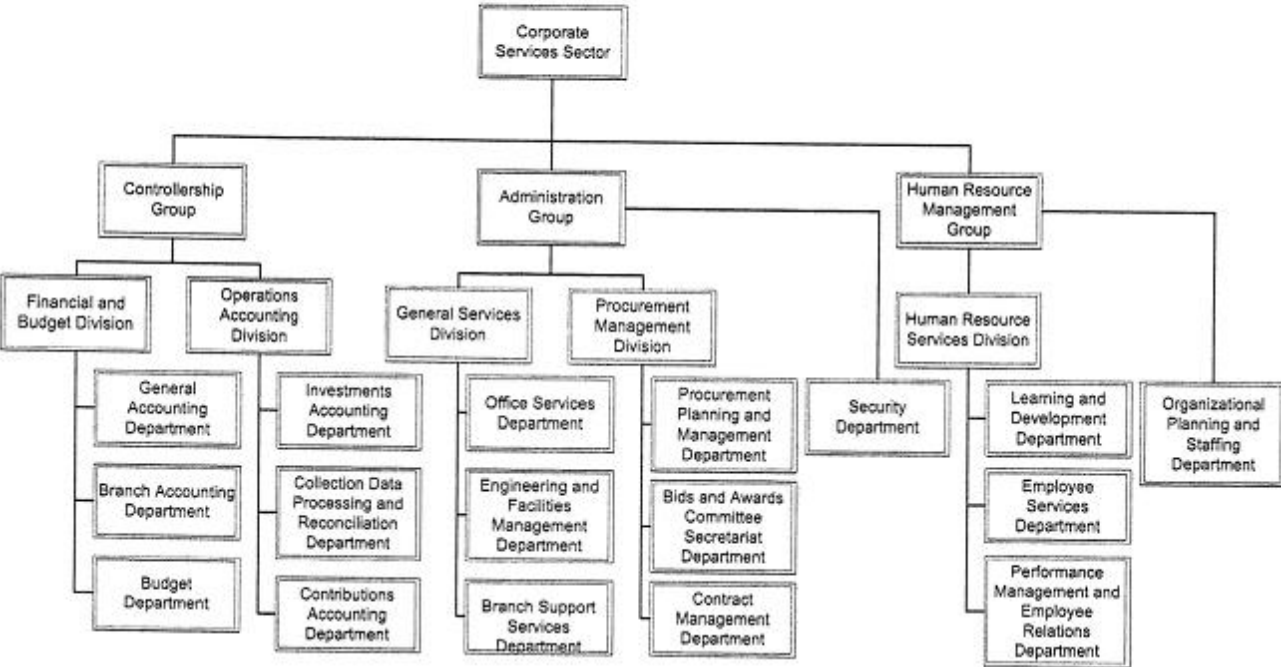 Corporate
Services Sector
Controllership
Group
Administration
Group
Human Resource
Management
Group
Financial and
Budget Division
Operations
Accounting
Division
General Services
Division
Procurement
Management
Division
Human Resource
Services Division
General
Accounting
Department
Branch Accounting
Department
Budget
Department
Investments
Accounting
Department
Collection Data
Processing and
Reconciliation
Department
Contributions
Accounting
Department
Office Services
Department
Engineering and
Facilities
Management
Department
Branch Support
Services
Department
Procurement
Planning and
Management
Department
Bids and Awards
Committee
Secretariat
Department
Contract
Management
Department
Security
Department
Learning and
Development
Department
Employee
Services
Department
Performance
Management and
Employee
Relations
Department
Organizational
Planning and
Staffing
Department